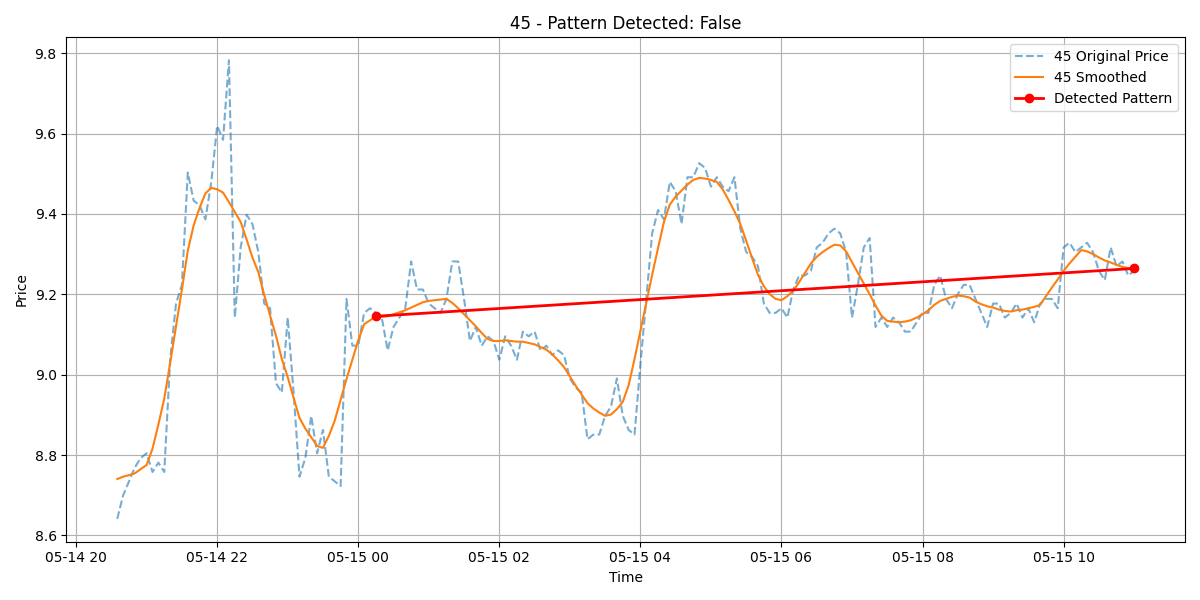 45 - Pattern Detected: False
45 Original Price
45 Smoothed
Detected Pattern
Price
9.8
9.6
9.4
9.2
9.0
8.8
8.6
05-14 20
05-14 22
05-15 00
05-15 02
05-15 04
05-15 06
05-15 08
05-15 10
Time